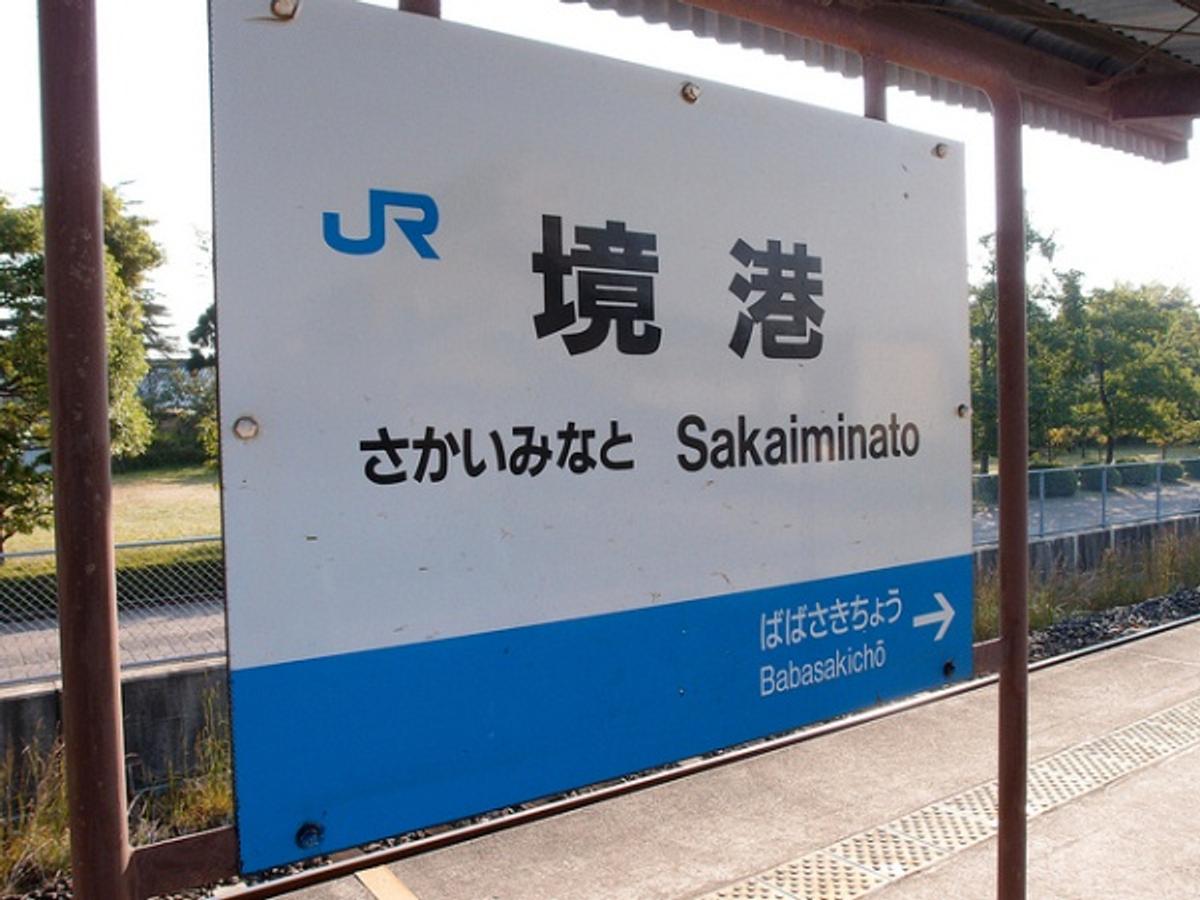 JR
境港
さかいみなと Sakaiminato
ばばさきちょう →
Babasakichō